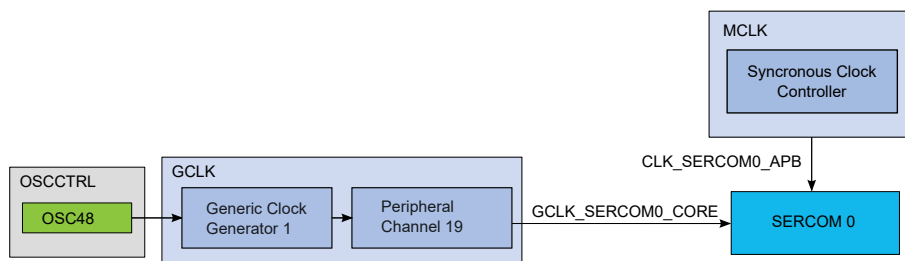 MCLK
Syncronous Clock
Controller
CLK_SERCOM0_APB
OSCCTRL
OSC48
GCLK
Generic Clock
Generator 1
Peripheral
Channel 19
GCLK_SERCOM0_CORE
SERCOM 0